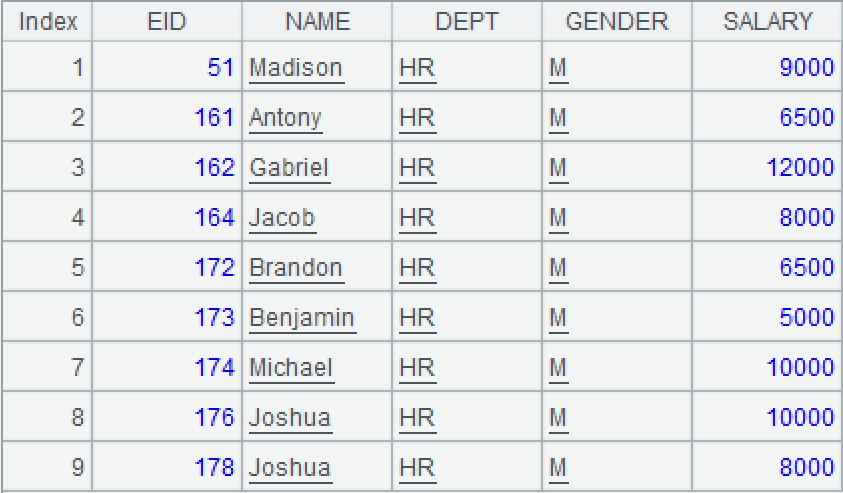 Index EID NAME DEPT GENDER SALARY
1 51 Madison HR M 9000
2 161 Antony HR M 6500
3 162 Gabriel HR M 12000
4 164 Jacob HR M 8000
5 172 Brandon HR M 6500
6 173 Benjamin HR M 5000
7 174 Michael HR M 10000
8 176 Joshua HR M 10000
9 178 Joshua HR M 8000